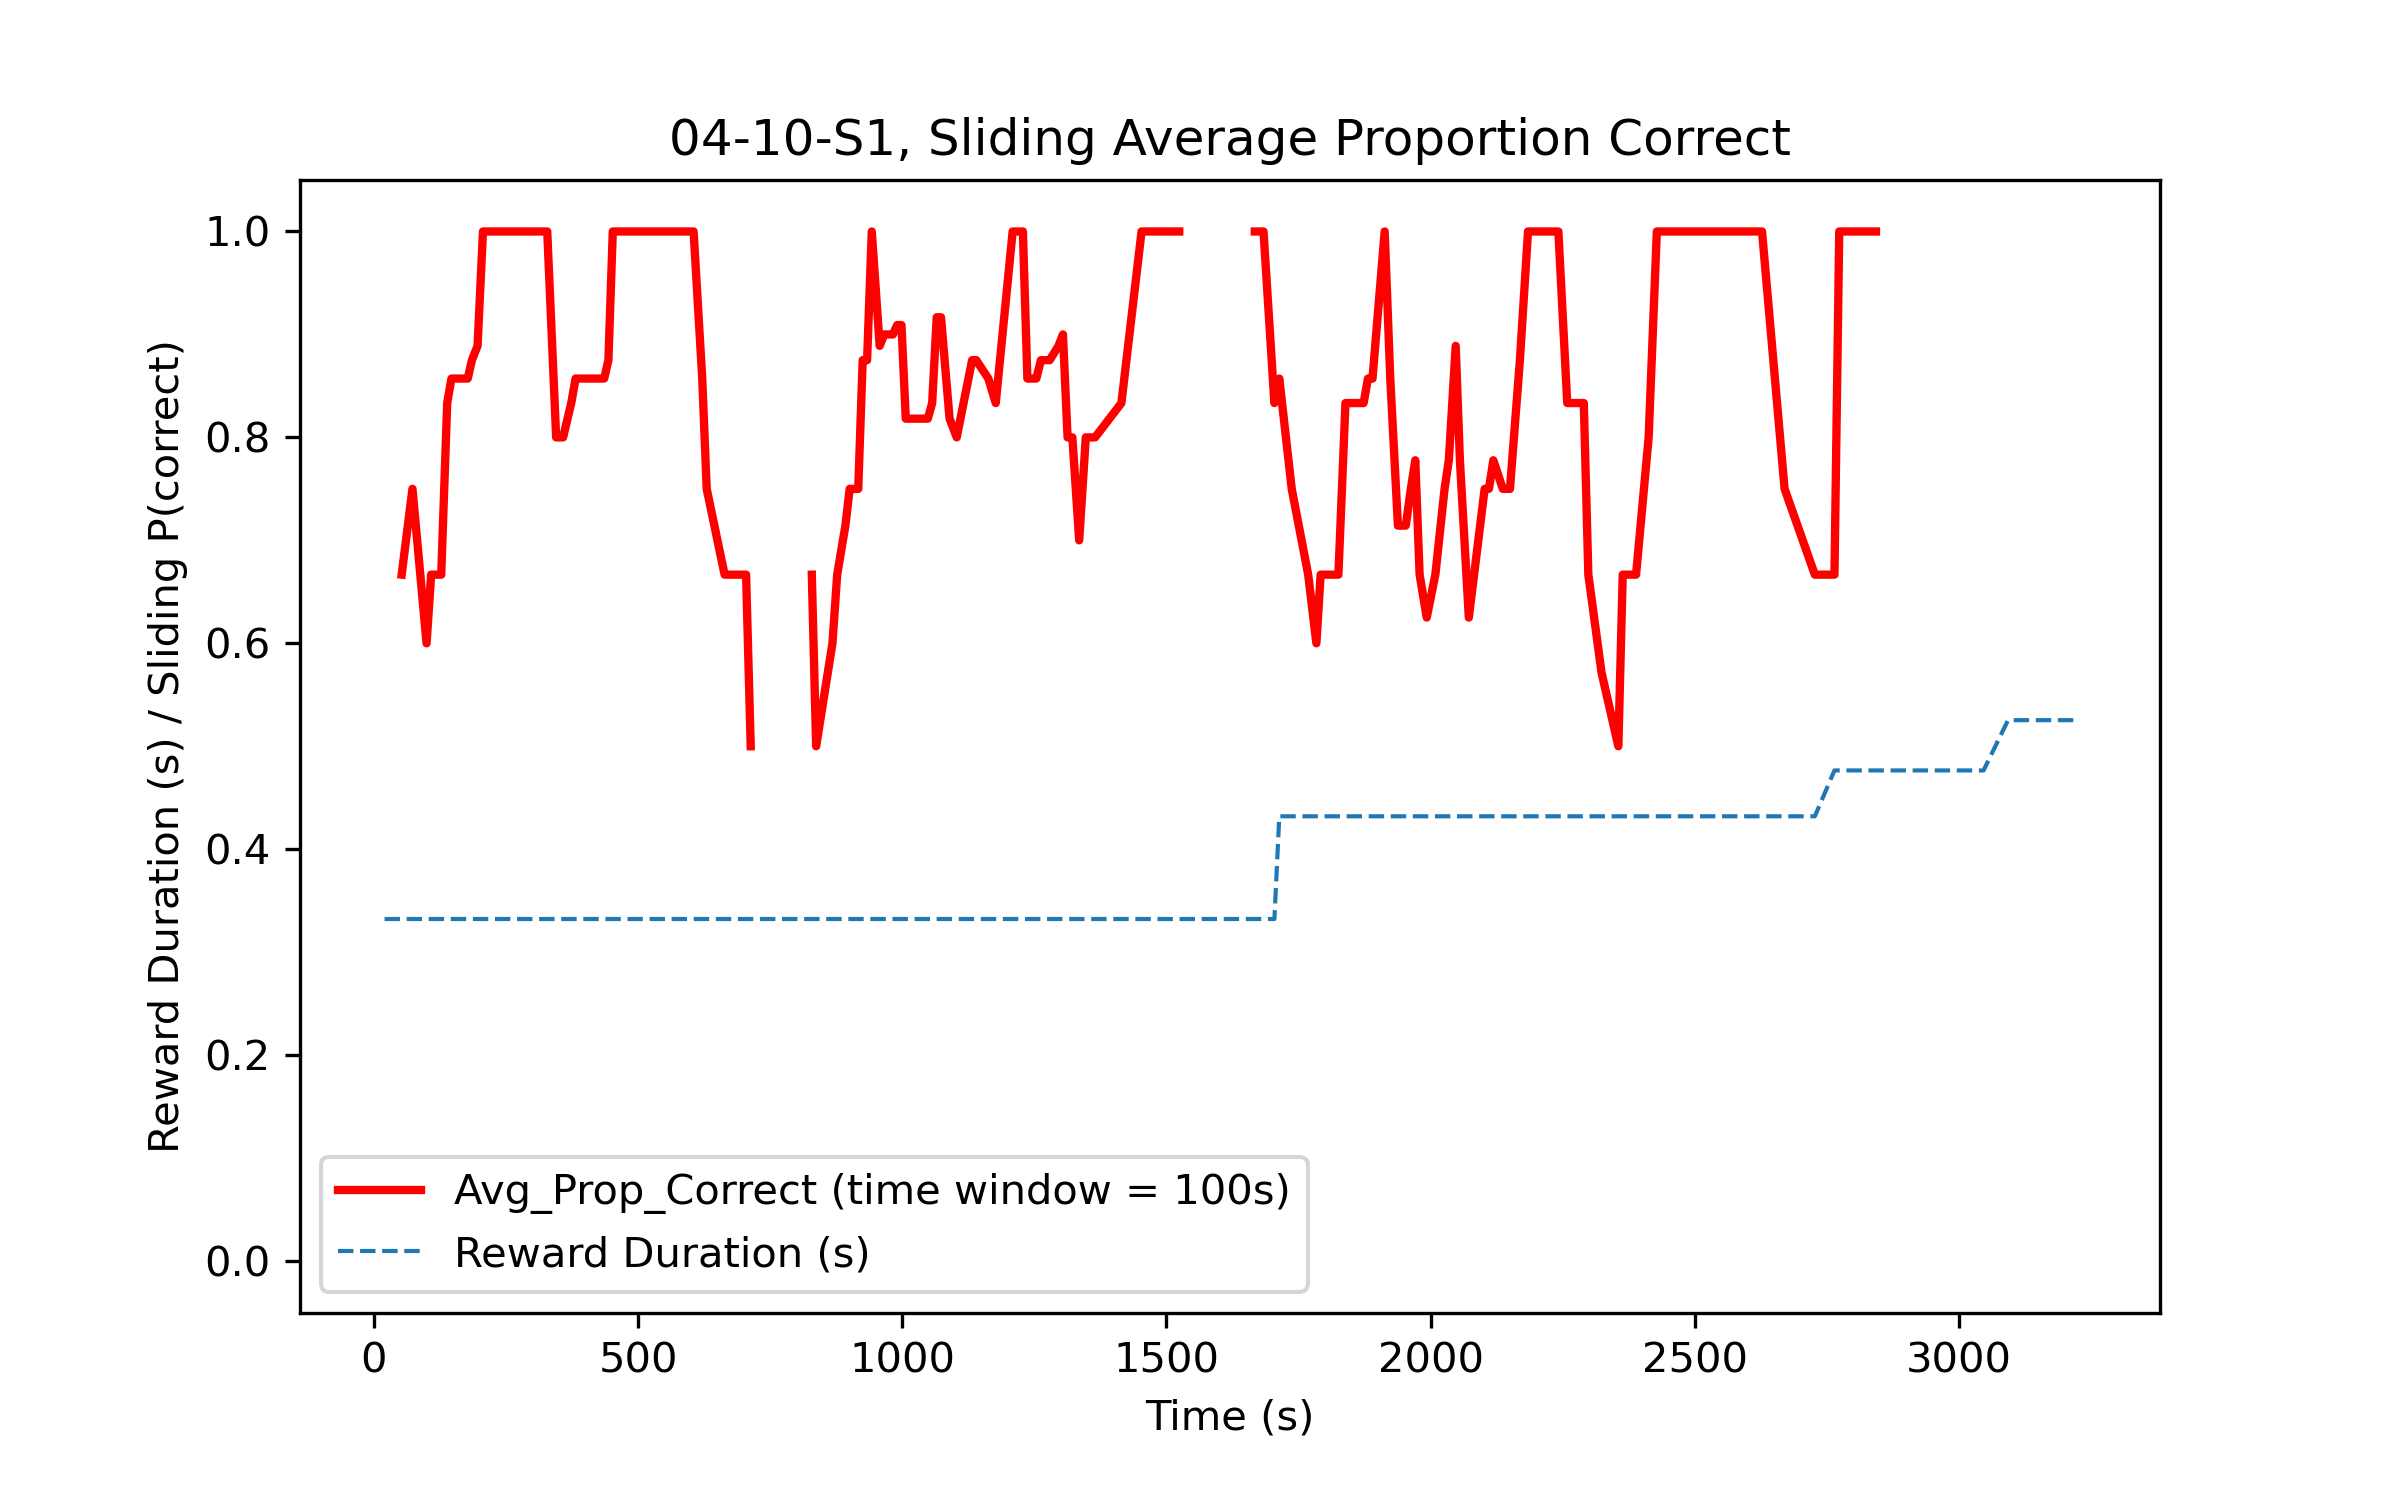 04-10-S1, Sliding Average Proportion Correct
Reward Duration (s) / Sliding P(correct)
1.0
0.8
0.6
0.4
0.2
0.0
Avg_Prop_Correct (time window = 100s)
Reward Duration (s)
0 500 1000 1500 2000 2500 3000
Time (s)